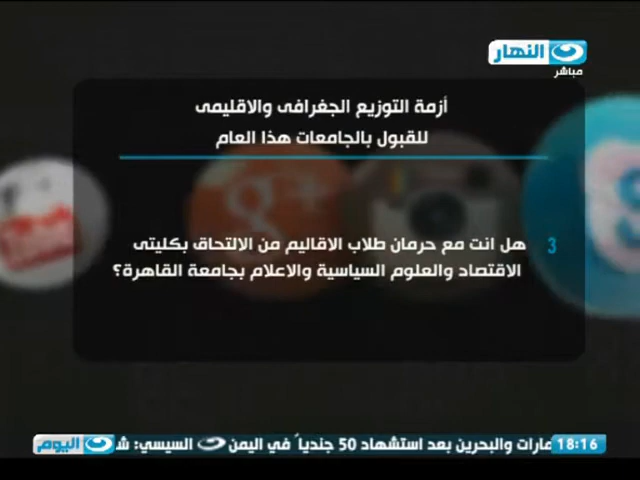 النهار
مباشر
أزمة التوزيع الجغرافى والاقليمى
للقبول بالجامعات هذا العام
3 هل انت مع حرمان طلاب الاقاليم من الالتحاق بكليتى
الاقتصاد والعلوم السياسية والاعلام بجامعة القاهرة؟
18:16 مارات والبحرين بعد استشهاد 50 جندياً في اليمن السيسي: اليوم